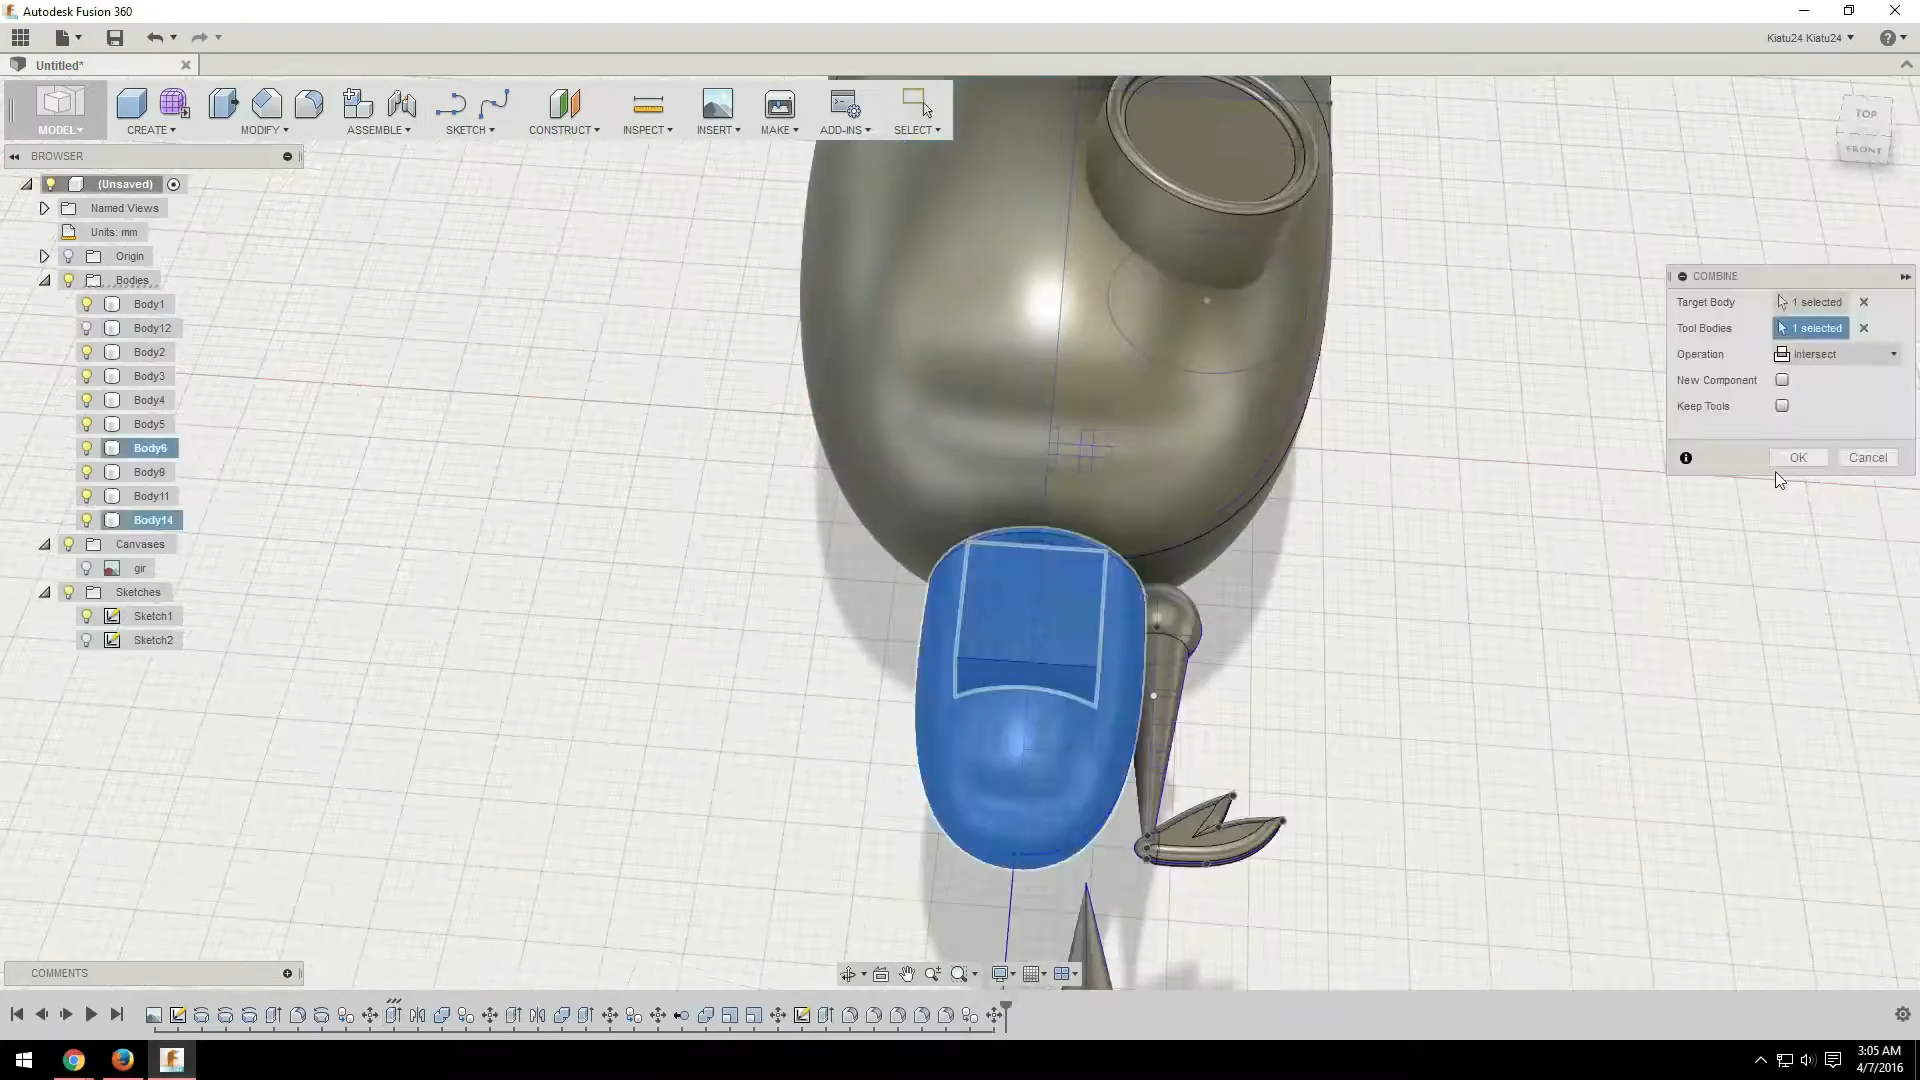 Autodesk Fusion 360
Kiatu24 Kiatu24
Untitled*
MODEL
CREATE
MODIFY
ASSEMBLE
SKETCH
CONSTRUCT
INSPECT
INSERT
MAKE
ADD-INS
SELECT
TOP
FRONT
BROWSER
(Unsaved)
Named Views
Units: mm
Origin
Bodies
Body1
Body12
Body2
Body3
Body4
Body5
Body6
Body9
Body11
Body14
Canvases
gir
Sketches
Sketch1
Sketch2
COMBINE
Target Body 1 selected
Tool Bodies 1 selected
Operation Intersect
New Component
Keep Tools
OK Cancel
COMMENTS
3:05 AM
4/7/2016